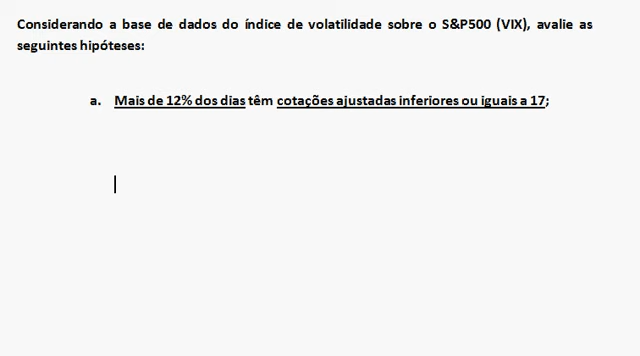 Considerando a base de dados do índice de volatilidade sobre o S&P500 (VIX), avalie as
seguintes hipóteses:
a. Mais de 12% dos dias têm cotações ajustadas inferiores ou iguais a 17;